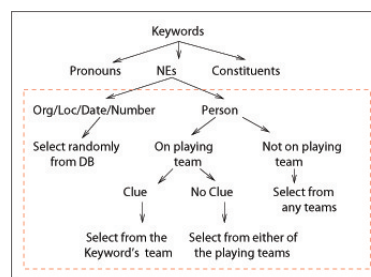 Keywords
Pronouns NEs Constituents
Org/Loc/Date/Number Person
Select randomly
from DB
On playing
team
Not on playing
team
Clue No Clue
Select from
any teams
Select from the
Keyword's team
Select from either of
the playing teams